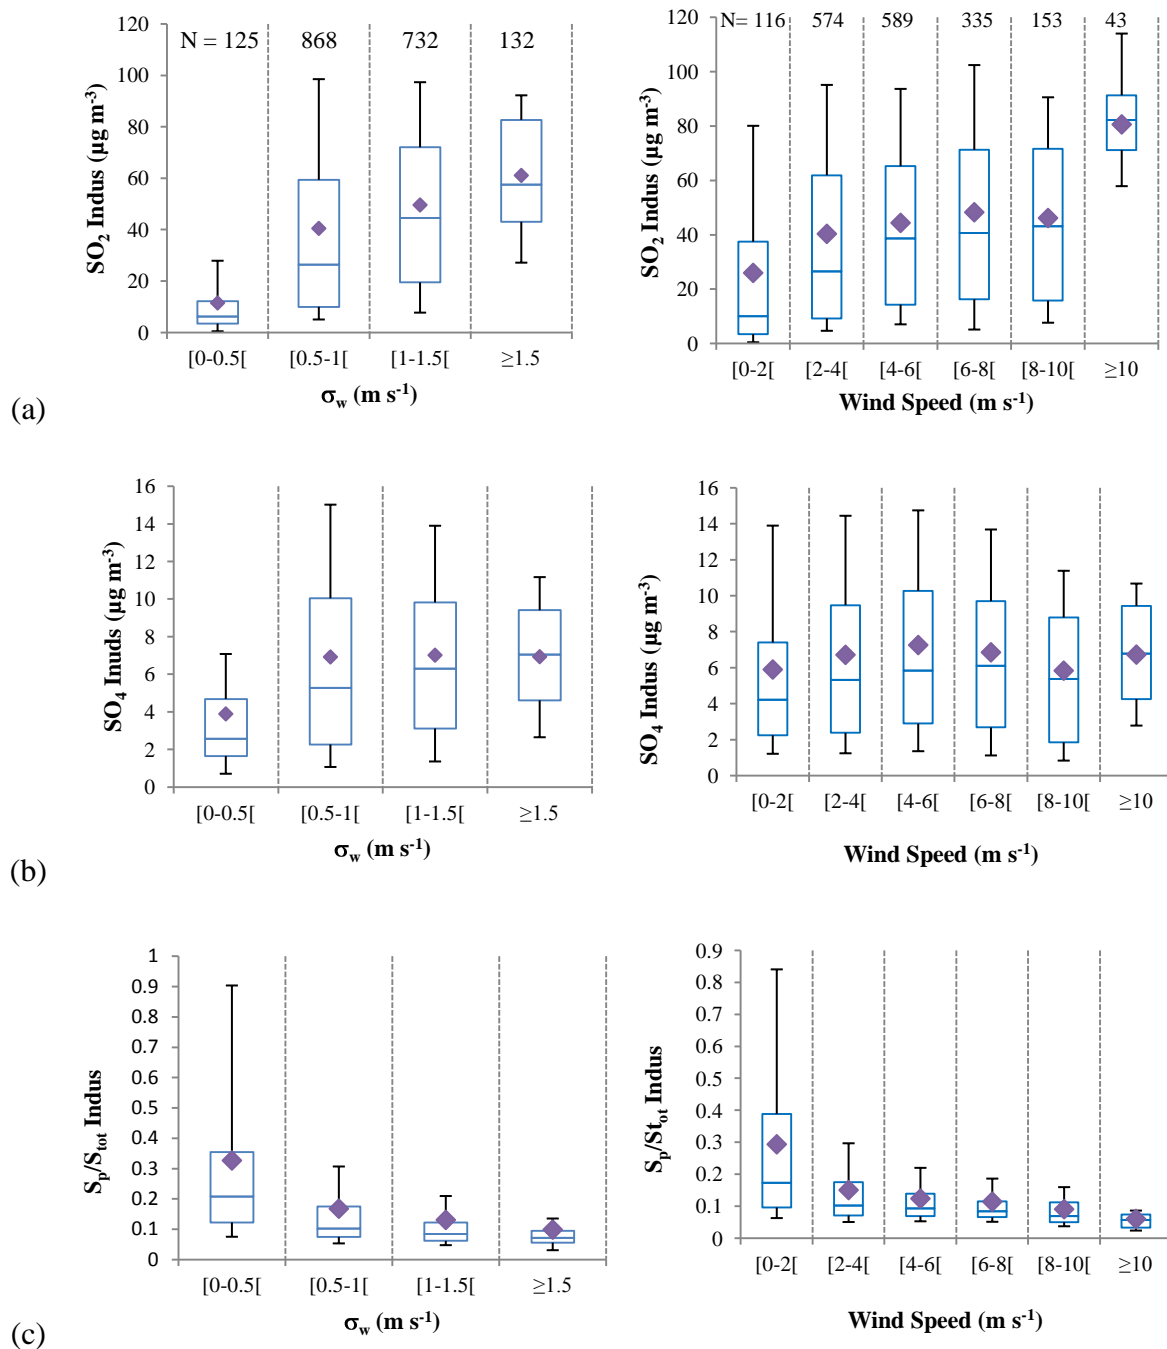 120
100
80
60
40
20
0
SO2 Indus (µg m-3)
N = 125 868 732 132
[0-0.5[ [0.5-1[ [1-1.5[ ≥1.5
σw (m s-1)
120
100
80
60
40
20
0
SO2 Indus (µg m-3)
N= 116 574 589 335 153 43
[0-2[ [2-4[ [4-6[ [6-8[ [8-10[ ≥10
Wind Speed (m s-1)
(a)
16
14
12
10
8
6
4
2
0
SO4 Inuds (µg m-3)
[0-0.5[ [0.5-1[ [1-1.5[ ≥1.5
σw (m s-1)
16
14
12
10
8
6
4
2
0
SO4 Indus (µg m-3)
[0-2[ [2-4[ [4-6[ [6-8[ [8-10[ ≥10
Wind Speed (m s-1)
(b)
1
0.9
0.8
0.7
0.6
0.5
0.4
0.3
0.2
0.1
0
Sp/Stot Indus
[0-0.5[ [0.5-1[ [1-1.5[ ≥1.5
σw (m s-1)
0.9
0.8
0.7
0.6
0.5
0.4
0.3
0.2
0.1
0
Sp/Stot Indus
[0-2[ [2-4[ [4-6[ [6-8[ [8-10[ ≥10
Wind Speed (m s-1)
(c)